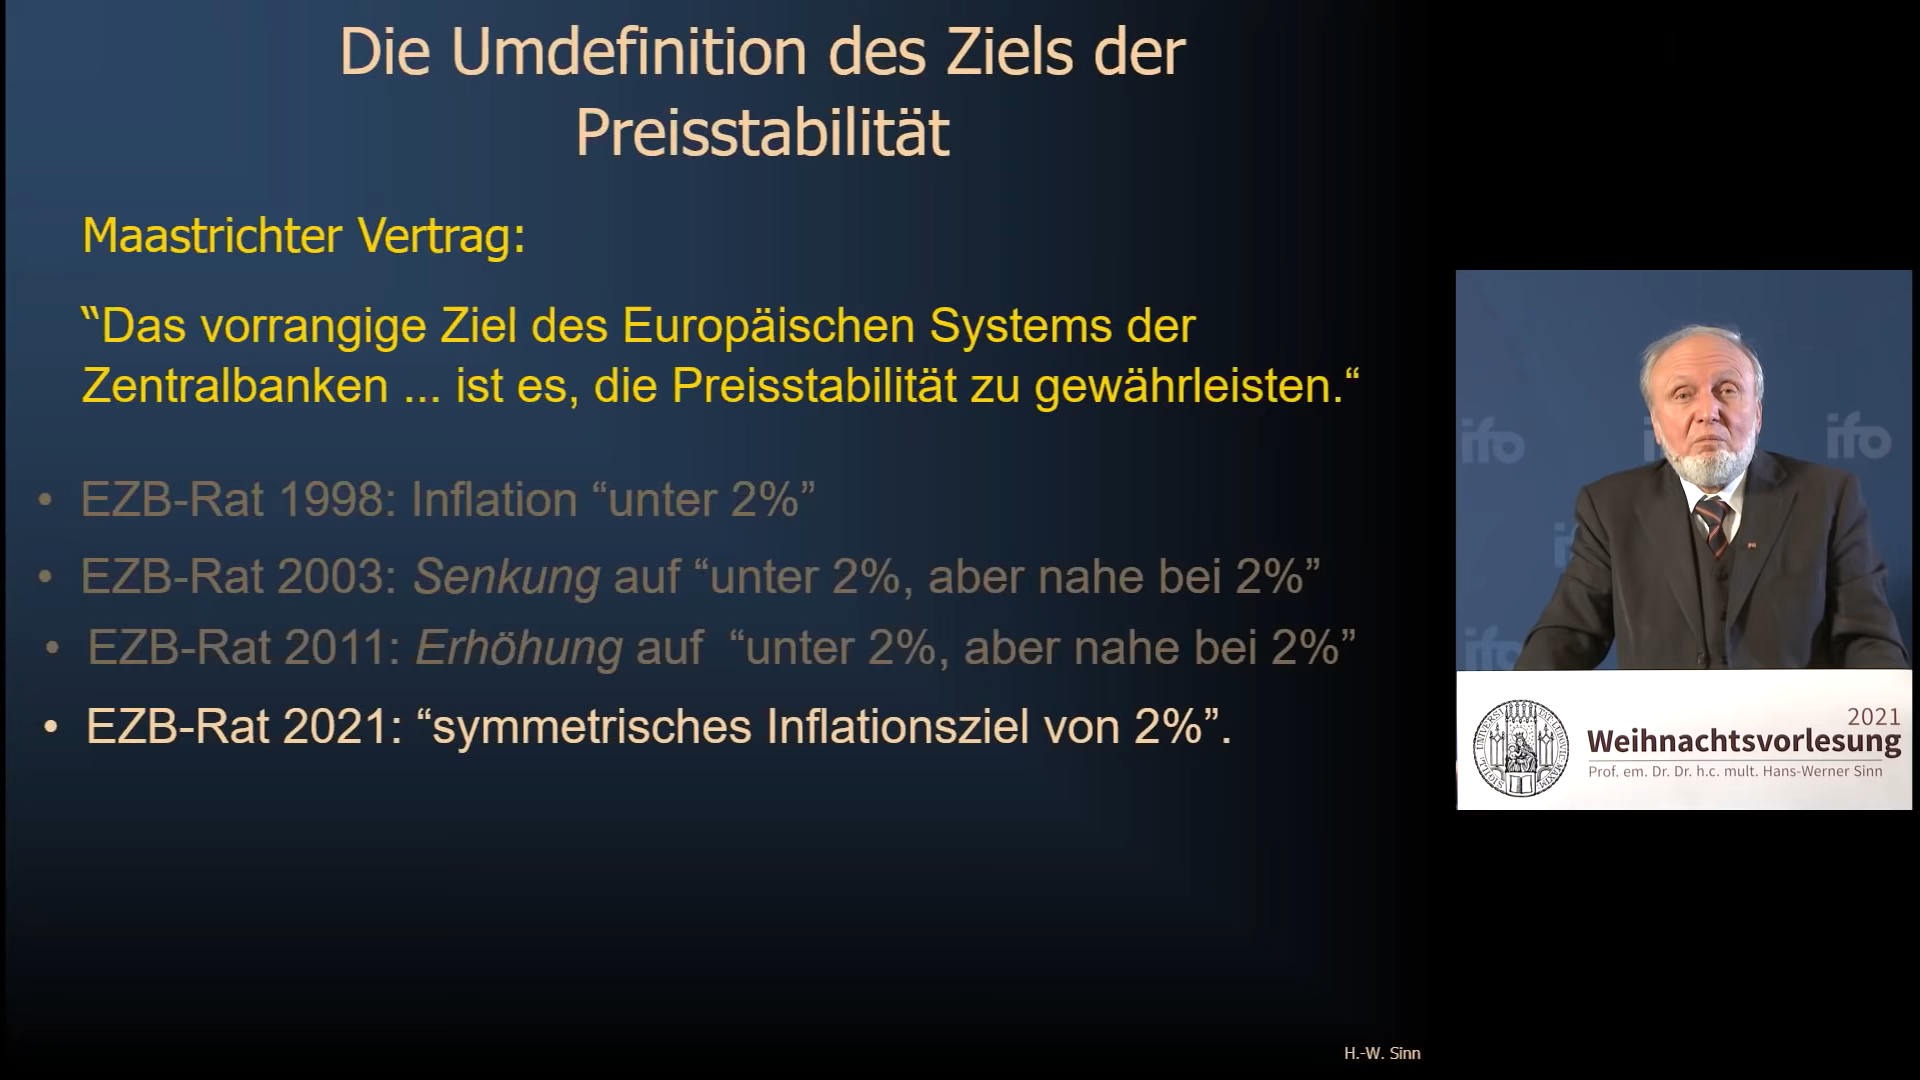 Die Umdefinition des Ziels der
Preisstabilität
Maastrichter Vertrag:
“Das vorrangige Ziel des Europäischen Systems der
Zentralbanken ... ist es, die Preisstabilität zu gewährleisten.“
• EZB-Rat 1998: Inflation “unter 2%”
• EZB-Rat 2003: Senkung auf “unter 2%, aber nahe bei 2%”
• EZB-Rat 2011: Erhöhung auf “unter 2%, aber nahe bei 2%”
• EZB-Rat 2021: “symmetrisches Inflationsziel von 2%”.
H.-W. Sinn
ifo
ifo
ifo
2021
Weihnachtsvorlesung
Prof. em. Dr. Dr. h.c. mult. Hans-Werner Sinn